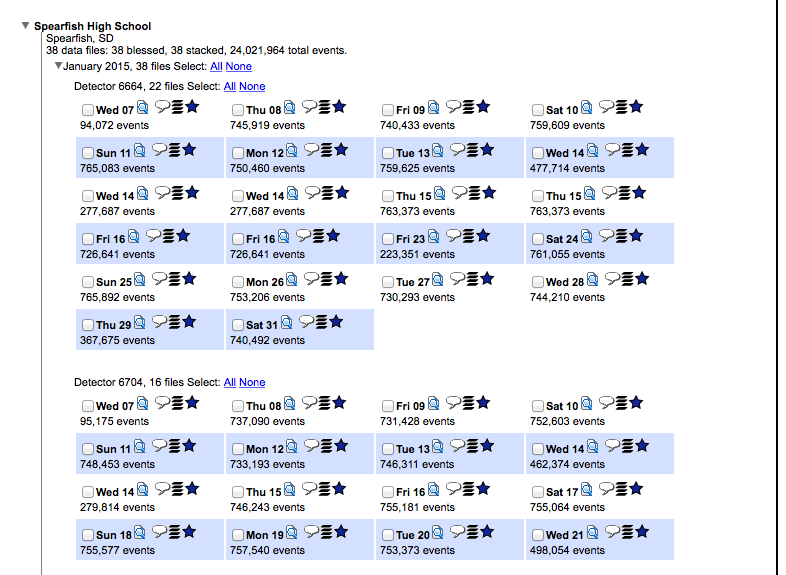 Spearfish High School
Spearfish, SD
38 data files: 38 blessed, 38 stacked, 24,021,964 total events.
January 2015, 38 files Select: All None
Detector 6664, 22 files Select: All None
Wed 07 Thu 08 Fri 09 Sat 10
94,072 events 745,919 events 740,433 events 759,609 events
Sun 11 Mon 12 Tue 13 Wed 14
765,083 events 750,460 events 759,625 events 477,714 events
Wed 14 Wed 14 Thu 15 Thu 15
277,687 events 277,687 events 763,373 events 763,373 events
Fri 16 Fri 16 Fri 23 Sat 24
726,641 events 726,641 events 223,351 events 761,055 events
Sun 25 Mon 26 Tue 27 Wed 28
765,892 events 753,206 events 730,293 events 744,210 events
Thu 29 Sat 31
367,675 events 740,492 events
Detector 6704, 16 files Select: All None
Wed 07 Thu 08 Fri 09 Sat 10
95,175 events 737,090 events 731,428 events 752,603 events
Sun 11 Mon 12 Tue 13 Wed 14
748,453 events 733,193 events 746,311 events 462,374 events
Wed 14 Thu 15 Fri 16 Sat 17
279,814 events 746,243 events 755,181 events 755,064 events
Sun 18 Mon 19 Tue 20 Wed 21
755,577 events 757,540 events 753,373 events 498,054 events